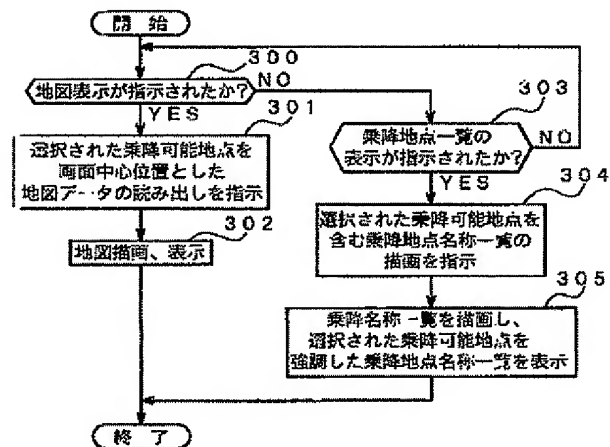 開始
300
地図表示が指示されたか?
NO
YES
301
選択された乗降可能地点を
画面中心位置とした
地図データの読み出しを指示
302
地図描画、表示
303
乗降地点一覧の
表示が指示されたか?
NO
YES
304
選択された乗降可能地点を
含む乗降地点名称一覧の
描画を指示
305
乗降名称一覧を描画し、
選択された乗降可能地点を
強調した乗降地点名称一覧を表示
終了